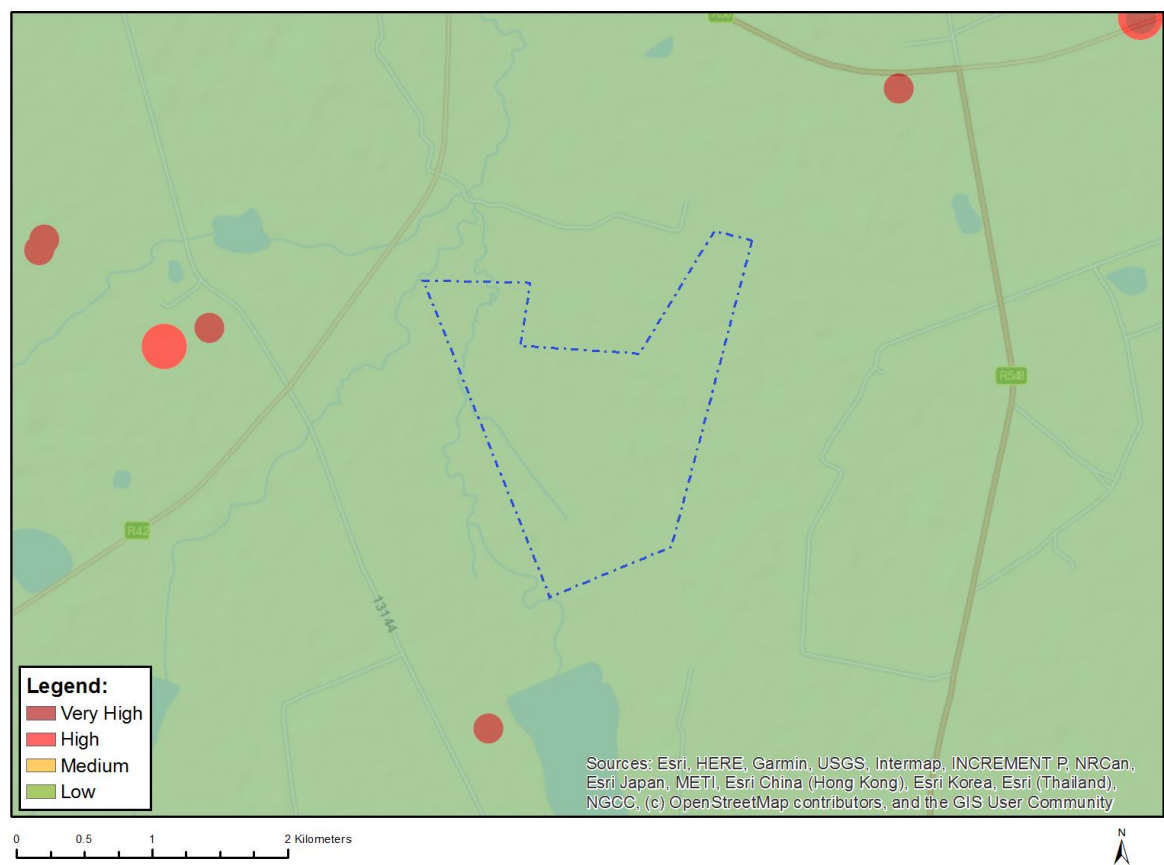 R548
R42
13144
Legend:
Very High
High
Medium
Low
Sources: Esri, HERE, Garmin, USGS, Intermap, INCREMENT P, NRCan,
Esri Japan, METI, Esri China (Hong Kong), Esri Korea, Esri (Thailand),
NGCC, (c) OpenStreetMap contributors, and the GIS User Community
0 0.5 1 2 Kilometers
N